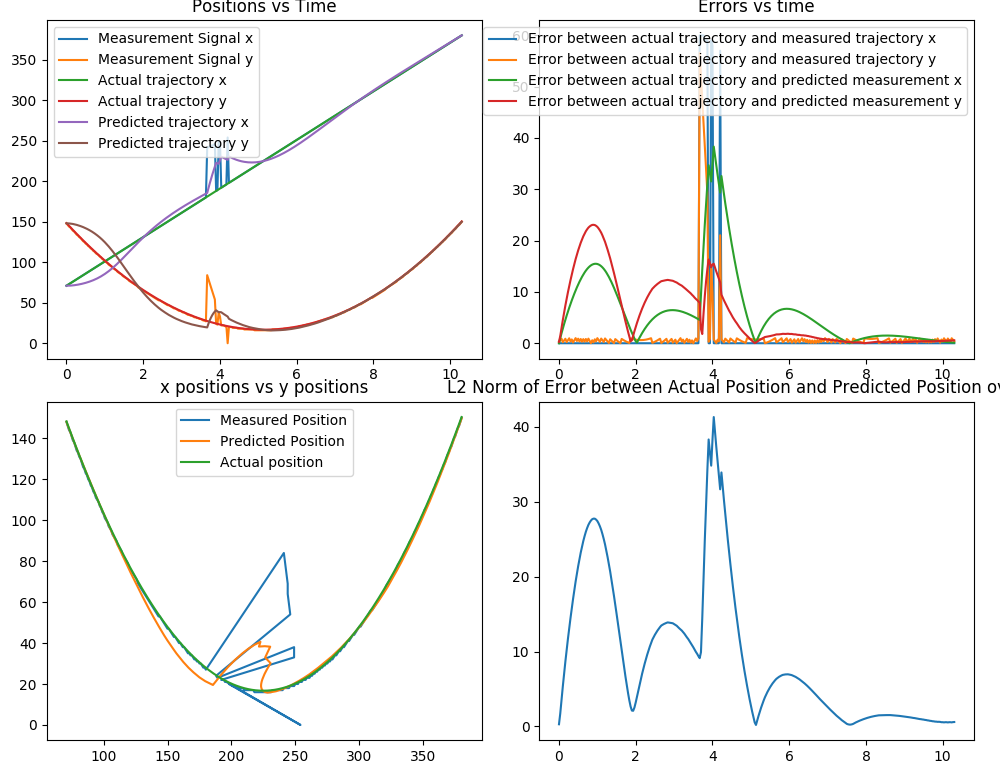 Positions vs Time
Measurement Signal x
Measurement Signal y
Actual trajectory x
Actual trajectory y
Predicted trajectory x
Predicted trajectory y
350
300
250
200
150
100
50
0
0 2 4 6 8 10
Errors vs time
Error between actual trajectory and measured trajectory x
Error between actual trajectory and measured trajectory y
Error between actual trajectory and predicted measurement x
Error between actual trajectory and predicted measurement y
60
50
40
30
20
10
0
0 2 4 6 8 10
x positions vs y positions
Measured Position
Predicted Position
Actual position
140
120
100
80
60
40
20
0
100 150 200 250 300 350
L2 Norm of Error between Actual Position and Predicted Position ov
40
30
20
10
0
0 2 4 6 8 10